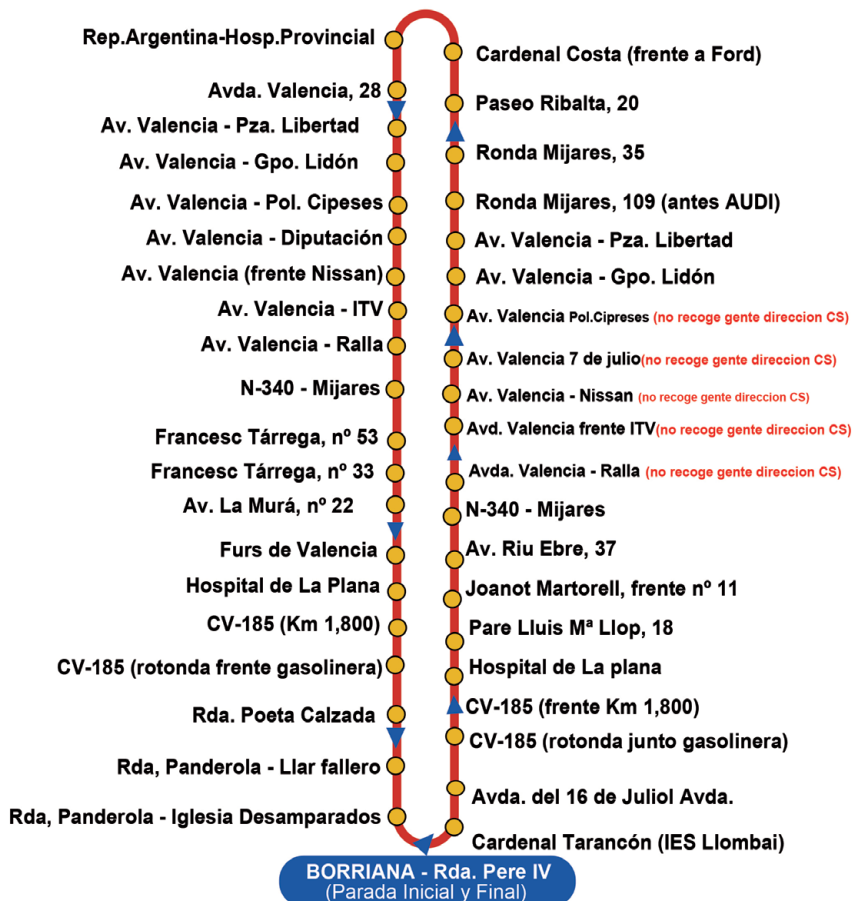 Rep.Argentina-Hosp.Provincial
Avda. Valencia, 28
Av. Valencia - Pza. Libertad
Av. Valencia - Gpo. Lidón
Av. Valencia - Pol. Cipeses
Av. Valencia - Diputación
Av. Valencia (frente Nissan)
Av. Valencia - ITV
Av. Valencia - Ralla
N-340 - Mijares
Francesc Tárrega, nº 53
Francesc Tárrega, nº 33
Av. La Murá, nº 22
Furs de Valencia
Hospital de La Plana
CV-185 (Km 1,800)
CV-185 (rotonda frente gasolinera)
Rda. Poeta Calzada
Rda, Panderola - Llar fallero
Rda, Panderola - Iglesia Desamparados
Cardenal Costa (frente a Ford)
Paseo Ribalta, 20
Ronda Mijares, 35
Ronda Mijares, 109 (antes AUDI)
Av. Valencia - Pza. Libertad
Av. Valencia - Gpo. Lidón
Av. Valencia Pol.Cipreses (no recoge gente direccion CS)
Av. Valencia 7 de julio(no recoge gente direccion CS)
Av. Valencia - Nissan (no recoge gente direccion CS)
Avd. Valencia frente ITV(no recoge gente direccion CS)
Avda. Valencia - Ralla (no recoge gente direccion CS)
N-340 - Mijares
Av. Riu Ebre, 37
Joanot Martorell, frente nº 11
Pare Lluis Mª Llop, 18
Hospital de La plana
CV-185 (frente Km 1,800)
CV-185 (rotonda junto gasolinera)
Avda. del 16 de Juliol Avda.
Cardenal Tarancón (IES Llombai)
BORRIANA - Rda. Pere IV
(Parada Inicial y Final)